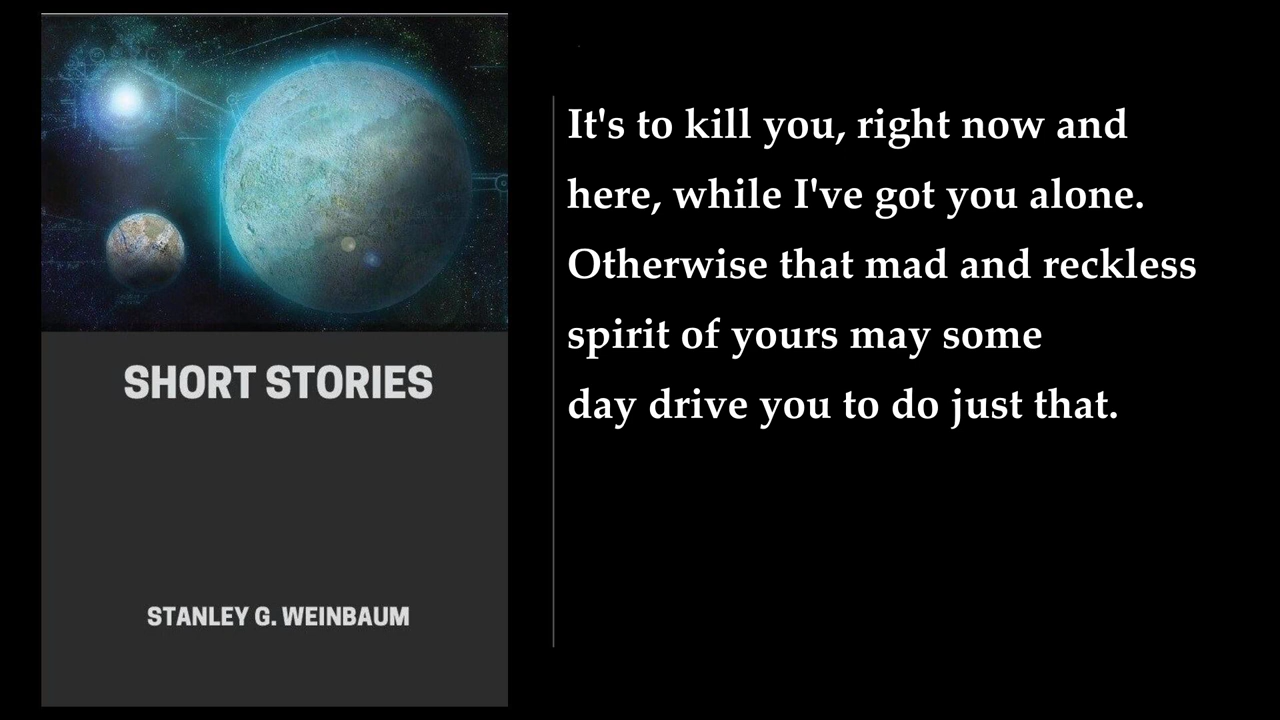 SHORT STORIES
STANLEY G. WEINBAUM
It's to kill you, right now and
here, while I've got you alone.
Otherwise that mad and reckless
spirit of yours may some
day drive you to do just that.